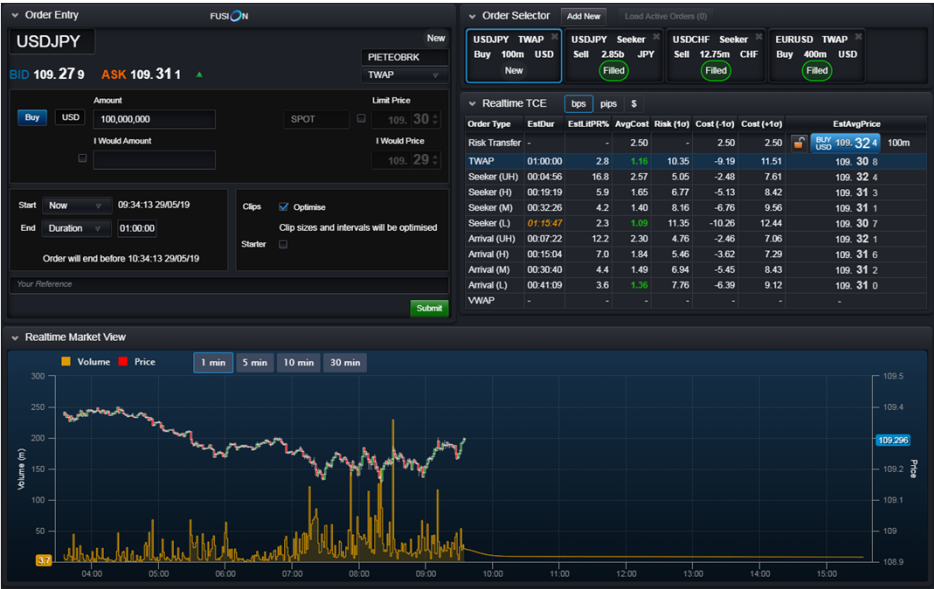 Order Entry
FUSION
USDJPY
New
PIETEOBRK
BID 109. 27 9 ASK 109. 31 1
TWAP
Amount
Limit Price
Buy USD 100,000,000 SPOT 109. 30
I Would Amount
I Would Price
109. 29
Start Now 09:34:13 29/05/19
End Duration 01:00:00
Order will end before 10:34:13 29/05/19
Clips Optimise
Clip sizes and intervals will be optimised
Starter
Your Reference
Submit
Order Selector Add New Load Active Orders (0)
USDJPY TWAP
Buy 100m USD
New
USDJPY Seeker
Sell 2.85b JPY
Filled
USDCHF Seeker
Sell 12.75m CHF
Filled
EURUSD TWAP
Buy 400m USD
Filled
Realtime TCE bps pips $
Order Type EstDur EstLitPR% AvgCost Risk (1σ) Cost (-1σ) Cost (+1σ) EstAvgPrice
Risk Transfer - - 2.50 - 2.50 2.50 BUY USD 109. 32 4 100m
TWAP 01:00:00 2.8 1.16 10.35 -9.19 11.51 109. 30 8
Seeker (UH) 00:04:56 16.8 2.57 5.05 -2.48 7.61 109. 32 4
Seeker (H) 00:19:19 5.9 1.65 6.77 -5.13 8.42 109. 31 3
Seeker (M) 00:32:26 4.2 1.40 8.16 -6.76 9.56 109. 31 1
Seeker (L) 01:15:47 2.3 1.09 11.35 -10.26 12.44 109. 30 7
Arrival (UH) 00:07:22 12.2 2.30 4.76 -2.46 7.06 109. 32 1
Arrival (H) 00:15:04 7.0 1.84 5.46 -3.62 7.29 109. 31 6
Arrival (M) 00:30:40 4.4 1.49 6.94 -5.45 8.43 109. 31 2
Arrival (L) 00:41:09 3.6 1.36 7.76 -6.39 9.12 109. 31 0
VWAP - - - - - - -
Realtime Market View
Volume Price 1 min 5 min 10 min 30 min
300
250
200
150
100
50
3.7
Volume (m)
109.5
109.4
109.296
109.2
109.1
109
108.9
Price
04:00 05:00 06:00 07:00 08:00 09:00 10:00 11:00 12:00 13:00 14:00 15:00